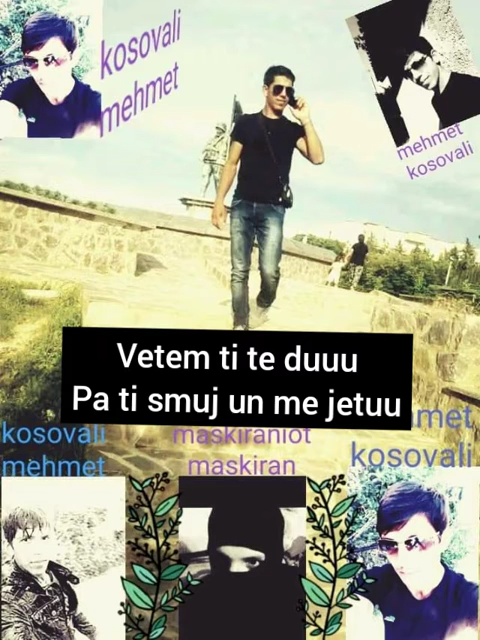 kosovali
mehmet
mehmet
kosovali
Vetem ti te duuu
Pa ti smuj un me jetuu
kosovali
mehmet
maskiraniot
maskiran
met
kosovali